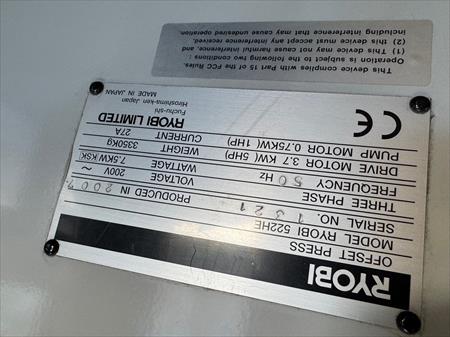 RYOBI
OFFSET PRESS
MODEL RYOBI 522HE
SERIAL NO. 1321 PRODUCED IN 2007
THREE PHASE VOLTAGE 200V ~
FREQUENCY 50Hz WATTAGE 7.5KW KSK
DRIVE MOTOR 3.7 KW( 5HP) WEIGHT 3350Kg
PUMP MOTOR 0.75KW( 1HP) CURRENT 27A
CE RYOBI LIMITED
Fuchu-shi
Hiroshima-ken Japan
MADE IN JAPAN
This device complies with Part 15 of the FCC Rules.
Operation is subject to the following two conditions :
(1) This device may not cause harmful interference, and
(2) this device must accept any interference received,
including interference that may cause undesired operation.